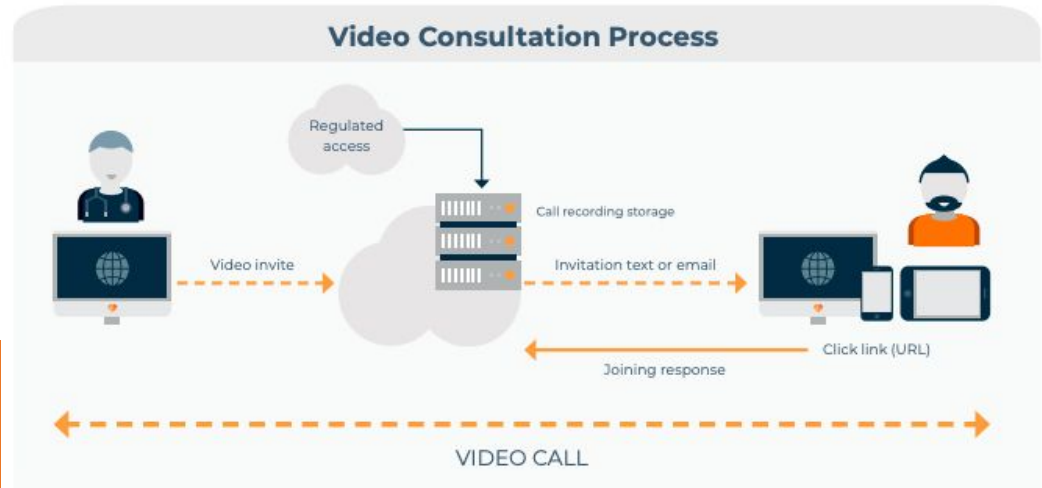 Video Consultation Process
Regulated
access
Call recording storage
Video invite
Invitation text or email
Click link (URL)
Joining response
VIDEO CALL